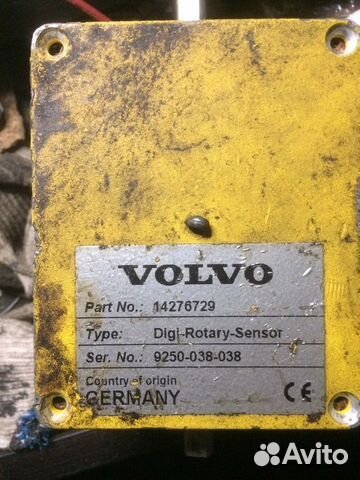 VOLVO
Part No.: 14276729
Type: Digi-Rotary-Sensor
Ser. No.: 9250-038-038
Country of origin
GERMANY CE
Avito